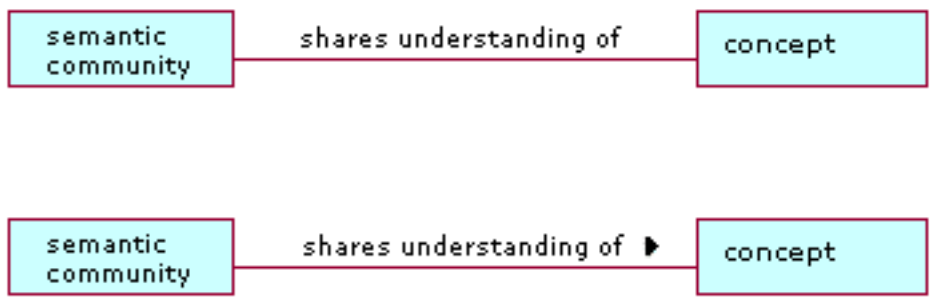 semantic
community
shares understanding of
concept
semantic
community
shares understanding of
concept